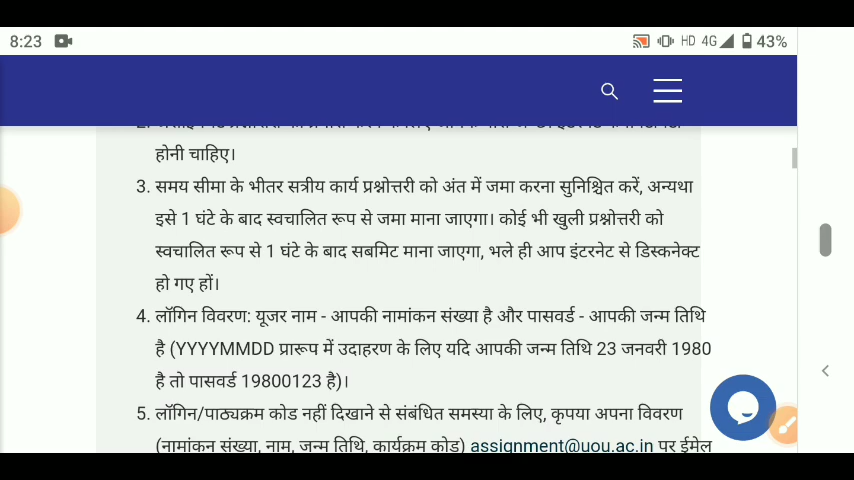 8:23
HD 4G 43%
होनी चाहिए।
3. समय सीमा के भीतर सत्रीय कार्य प्रश्नोत्तरी को अंत में जमा करना सुनिश्चित करें, अन्यथा
इसे 1 घंटे के बाद स्वचालित रूप से जमा माना जाएगा। कोई भी खुली प्रश्नोत्तरी को
स्वचालित रूप से 1 घंटे के बाद सबमिट माना जाएगा, भले ही आप इंटरनेट से डिस्कनेक्ट
हो गए हों।
4. लॉगिन विवरण: यूजर नाम - आपकी नामांकन संख्या है और पासवर्ड - आपकी जन्म तिथि
है (YYYYMMDD प्रारूप में उदाहरण के लिए यदि आपकी जन्म तिथि 23 जनवरी 1980
है तो पासवर्ड 19800123 है)।
5. लॉगिन/पाठ्यक्रम कोड नहीं दिखाने से संबंधित समस्या के लिए, कृपया अपना विवरण
(नामांकन संख्या, नाम, जन्म तिथि, कार्यक्रम कोड) assignment@uou.ac.in पर ईमेल